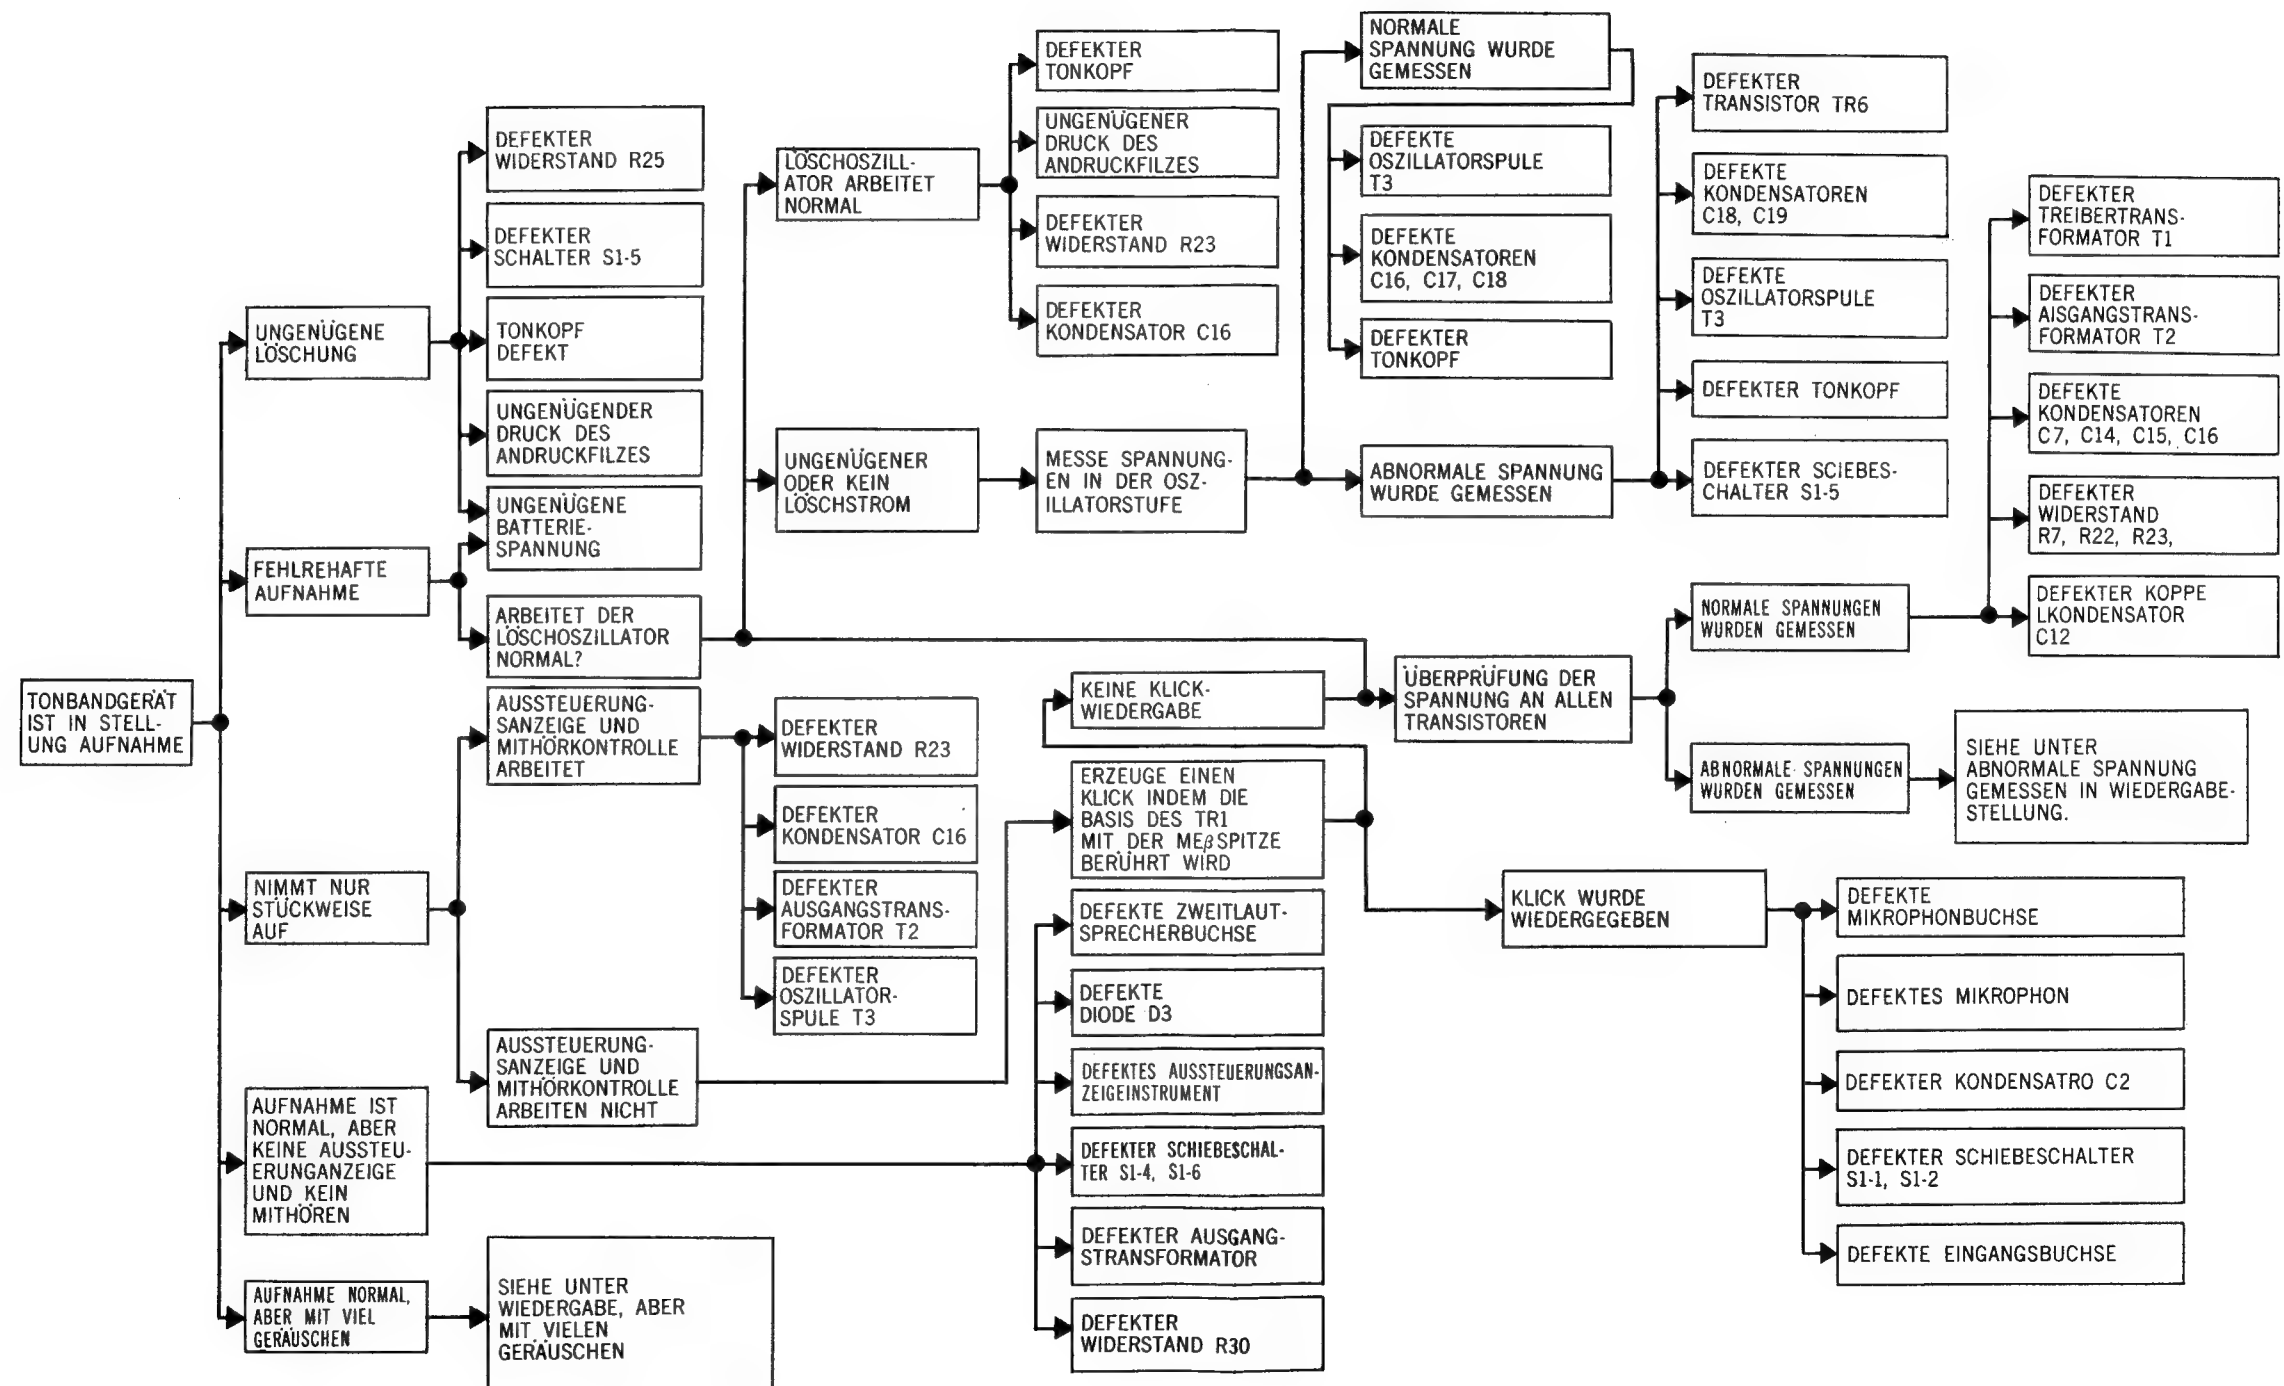 TONBANDGERÄT
IST IN STELL-
UNG AUFNAHME
UNGENÜGENE
LÖSCHUNG
FEHLREHAFTE
AUFNAHME
NIMMT NUR
STÜCKWEISE
AUF
AUFNAHME IST
NORMAL, ABER
KEINE AUSSTEU-
ERUNGANZEIGE
UND KEIN
MITHÖREN
AUFNAHME NORMAL,
ABER MIT VIEL
GERÄUSCHEN
DEFEKTER
WIDERSTAND R25
DEFEKTER
SCHALTER S1-5
TONKOPF
DEFEKT
UNGENÜGENDER
DRUCK DES
ANDRUCKFILZES
UNGENÜGENE
BATTERIE-
SPANNUNG
ARBEITET DER
LÖSCHOSZILLATOR
NORMAL?
AUSSTEUERUNG-
SANZEIGE UND
MITHÖRKONTROLLE
ARBEITET
AUSSTEUERUNG-
SANZEIGE UND
MITHÖRKONTROLLE
ARBEITEN NICHT
SIEHE UNTER
WIEDERGABE, ABER
MIT VIELEN
GERÄUSCHEN
LÖSCHOSZILL-
ATOR ARBEITET
NORMAL
UNGENÜGENER
ODER KEIN
LÖSCHSTROM
DEFEKTER
WIDERSTAND R23
DEFEKTER
KONDENSATOR C16
DEFEKTER
AUSGANGSTRANS-
FORMATOR T2
DEFEKTER
OSZILLATOR-
SPULE T3
DEFEKTER
TONKOPF
UNGENÜGENER
DRUCK DES
ANDRUCKFILZES
DEFEKTER
WIDERSTAND R23
DEFEKTER
KONDENSATOR C16
MESSE SPANNUNG-
EN IN DER OSZ-
ILLATORSTUFE
KEINE KLICK-
WIEDERGABE
ERZEUGE EINEN
KLICK INDEM DIE
BASIS DES TR1
MIT DER MEβSPITZE
BERÜHRT WIRD
DEFEKTE ZWEITLAUT-
SPRECHERBUCHSE
DEFEKTE
DIODE D3
DEFEKTES AUSSTEUERUNGSAN-
ZEIGEINSTRUMENT
DEFEKTER SCHIEBESCHAL-
TER S1-4, S1-6
DEFEKTER AUSGANG-
STRANSFORMATOR
DEFEKTER
WIDERSTAND R30
NORMALE
SPANNUNG WURDE
GEMESSEN
DEFEKTE
OSZILLATORSPULE
T3
DEFEKTE
KONDENSATOREN
C16, C17, C18
DEFEKTER
TONKOPF
ABNORMALE SPANNUNG
WURDE GEMESSEN
ÜBERPRÜFUNG DER
SPANNUNG AN ALLEN
TRANSISTOREN
KLICK WURDE
WIEDERGEGEBEN
DEFEKTER
TRANSISTOR TR6
DEFEKTE
KONDENSATOREN
C18, C19
DEFEKTE
OSZILLATORSPULE
T3
DEFEKTER TONKOPF
DEFEKTER SCIEBES-
CHALTER S1-5
NORMALE SPANNUNGEN
WURDEN GEMESSEN
ABNORMALE SPANNUNGEN
WURDEN GEMESSEN
DEFEKTER
TREIBERTRANS-
FORMATOR T1
DEFEKTER
AISGANGSTRANS-
FORMATOR T2
DEFEKTE
KONDENSATOREN
C7, C14, C15, C16
DEFEKTER
WIDERSTAND
R7, R22, R23,
DEFEKTER KOPPE
LKONDENSATOR
C12
SIEHE UNTER
ABNORMALE SPANNUNG
GEMESSEN IN WIEDERGABE-
STELLUNG.
DEFEKTE
MIKROPHONBUCHSE
DEFEKTES MIKROPHON
DEFEKTER KONDENSATRO C2
DEFEKTER SCHIEBESCHALTER
S1-1, S1-2
DEFEKTE EINGANGSBUCHSE